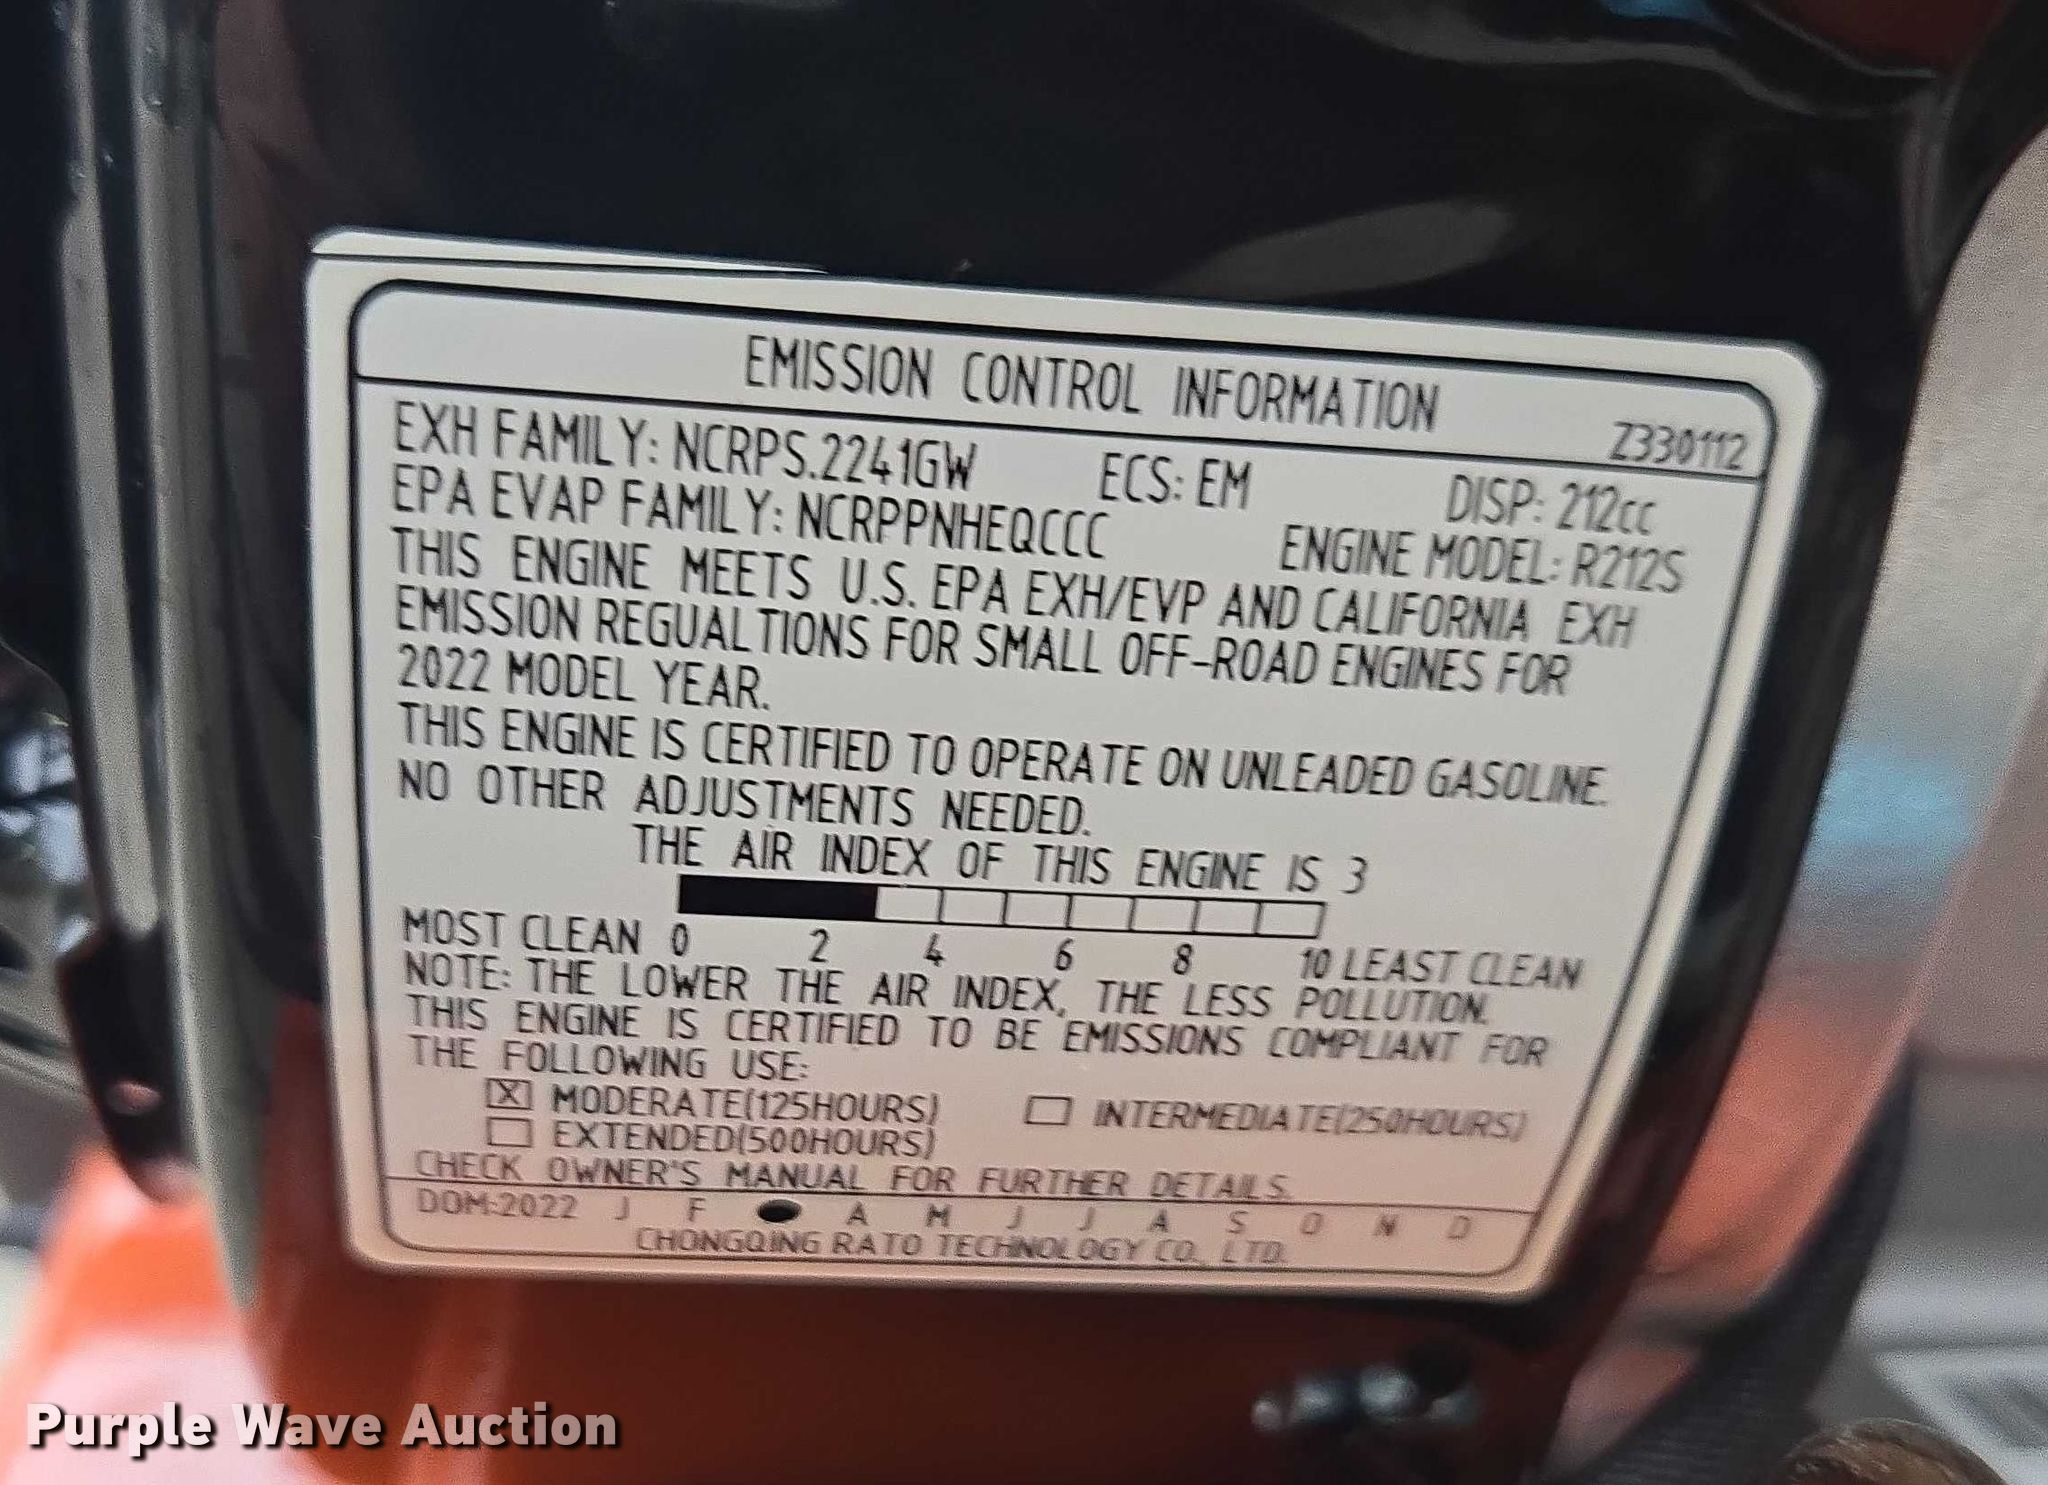 EMISSION CONTROL INFORMATION
Z330112
EXH FAMILY: NCRPS.2241GW ECS: EM DISP: 212cc
EPA EVAP FAMILY: NCRPPNHEQCCC ENGINE MODEL: R212S
THIS ENGINE MEETS U.S. EPA EXH/EVP AND CALIFORNIA EXH
EMISSION REGUALTIONS FOR SMALL OFF-ROAD ENGINES FOR
2022 MODEL YEAR.
THIS ENGINE IS CERTIFIED TO OPERATE ON UNLEADED GASOLINE.
NO OTHER ADJUSTMENTS NEEDED.
THE AIR INDEX OF THIS ENGINE IS 3
MOST CLEAN 0 2 4 6 8 10 LEAST CLEAN
NOTE: THE LOWER THE AIR INDEX, THE LESS POLLUTION.
THIS ENGINE IS CERTIFIED TO BE EMISSIONS COMPLIANT FOR
THE FOLLOWING USE:
X MODERATE(125HOURS) INTERMEDIATE(250HOURS)
EXTENDED(500HOURS)
CHECK OWNER'S MANUAL FOR FURTHER DETAILS.
DOM:2022 J F A M J J A S O N D
CHONGQING RATO TECHNOLOGY CO., LTD.
Purple Wave Auction